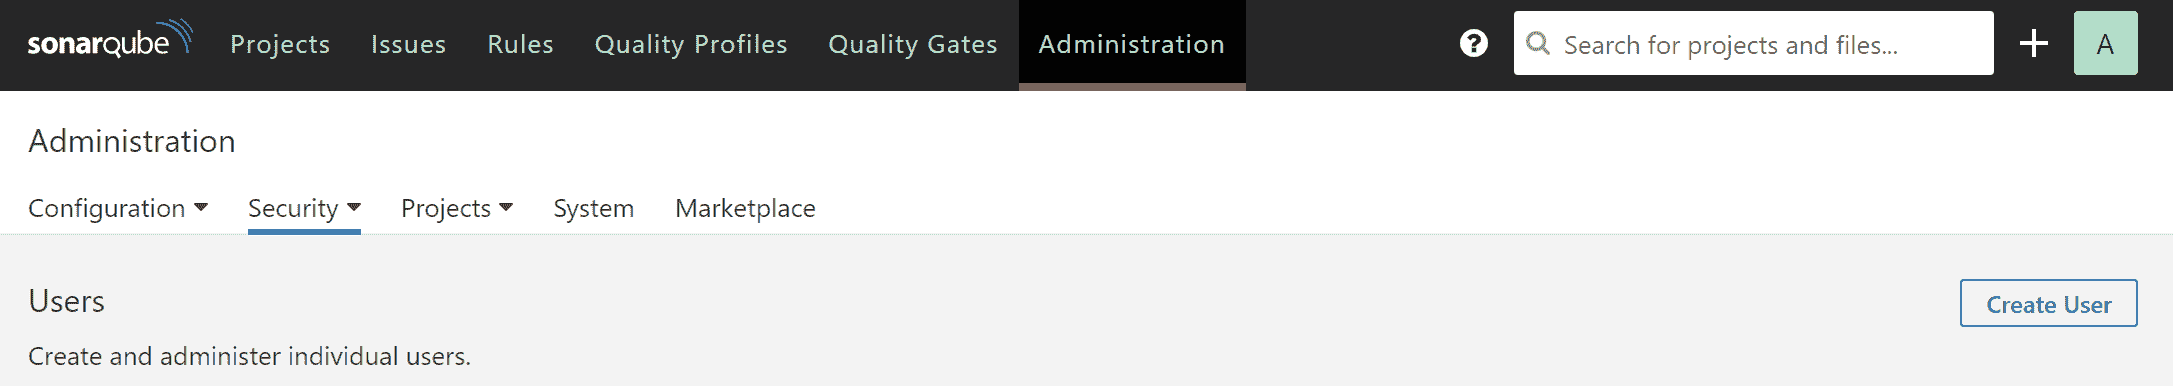 sonarqube Projects Issues Rules Quality Profiles Quality Gates Administration ? Search for projects and files... A
Administration
Configuration Security Projects System Marketplace
Users Create User
Create and administer individual users.